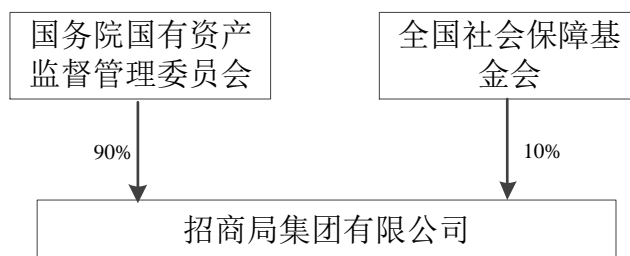 国务院国有资产
监督管理委员会
全国社会保障基
金会
90%
10%
招商局集团有限公司